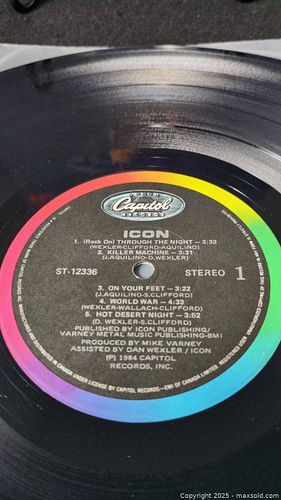 Capitol
RECORDS
ICON
1. (Rock On) THROUGH THE NIGHT - 3:32
(WEXLER-CLIFFORD-AQUILINO)
2. KILLER MACHINE - 3:31
(J.AQUILINO-D.WEXLER)
ST-12336
STEREO 1
3. ON YOUR FEET - 3:22
(J.AQUILINO-S.CLIFFORD)
4. WORLD WAR - 4:33
(WEXLER-WALLACH-CLIFFORD)
5. HOT DESERT NIGHT - 3:52
(D. WEXLER-S.CLIFFORD)
PUBLISHED BY ICON PUBLISHING/
VARNEY METAL MUSIC PUBLISHING-BMI
PRODUCED BY MIKE VARNEY
ASSISTED BY DAN WEXLER / ICON
(P) 1984 CAPITOL
RECORDS, INC.
Copyright © 2025 - maxsold.com